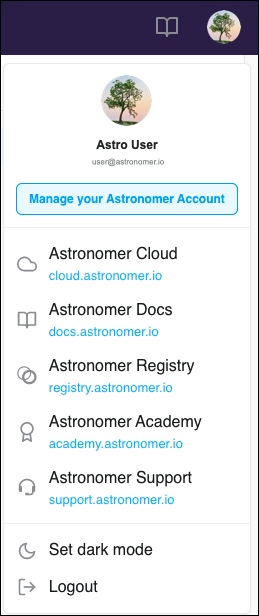 Astro User
user@astronomer.io
Manage your Astronomer Account
Astronomer Cloud
cloud.astronomer.io
Astronomer Docs
docs.astronomer.io
Astronomer Registry
registry.astronomer.io
Astronomer Academy
academy.astronomer.io
Astronomer Support
support.astronomer.io
Set dark mode
Logout